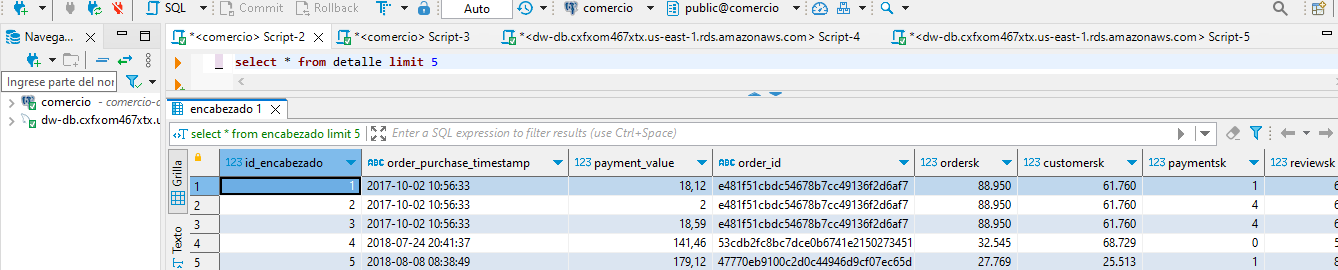 SQL Commit Rollback T Auto comercio public@comercio
Navega... *<comercio> Script-2 *<comercio> Script-3 *<dw-db.cxfxom467xtx.us-east-1.rds.amazonaws.com> Script-4 *<dw-db.cxfxom467xtx.us-east-1.rds.amazonaws.com> Script-5
select * from detalle limit 5
Ingrese parte del nor
comercio - comercio-d
dw-db.cxfxom467xtx.u
encabezado 1
select * from encabezado limit 5 Enter a SQL expression to filter results (use Ctrl+Space)
Grilla
Texto
123 id_encabezado ABC order_purchase_timestamp 123 payment_value ABC order_id 123 ordersk 123 customersk 123 paymentsk 123 reviewsk
1 1 2017-10-02 10:56:33 18,12 e481f51cbdc54678b7cc49136f2d6af7 88.950 61.760 1 6
2 2 2017-10-02 10:56:33 2 e481f51cbdc54678b7cc49136f2d6af7 88.950 61.760 4 6
3 3 2017-10-02 10:56:33 18,59 e481f51cbdc54678b7cc49136f2d6af7 88.950 61.760 4 6
4 4 2018-07-24 20:41:37 141,46 53cdb2fc8bc7dce0b6741e2150273451 32.545 68.729 0 5
5 5 2018-08-08 08:38:49 179,12 47770eb9100c2d0c44946d9cf07ec65d 27.769 25.513 1 8